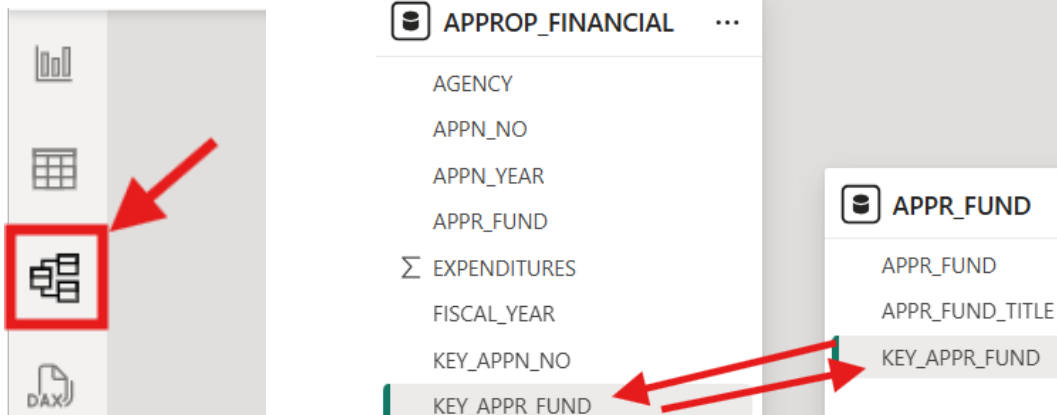 DAX
APPROP_FINANCIAL
AGENCY
APPN_NO
APPN_YEAR
APPR_FUND
EXPENDITURES
FISCAL_YEAR
KEY_APPN_NO
KEY_APPR_FUND
APPR_FUND
APPR_FUND
APPR_FUND_TITLE
KEY_APPR_FUND